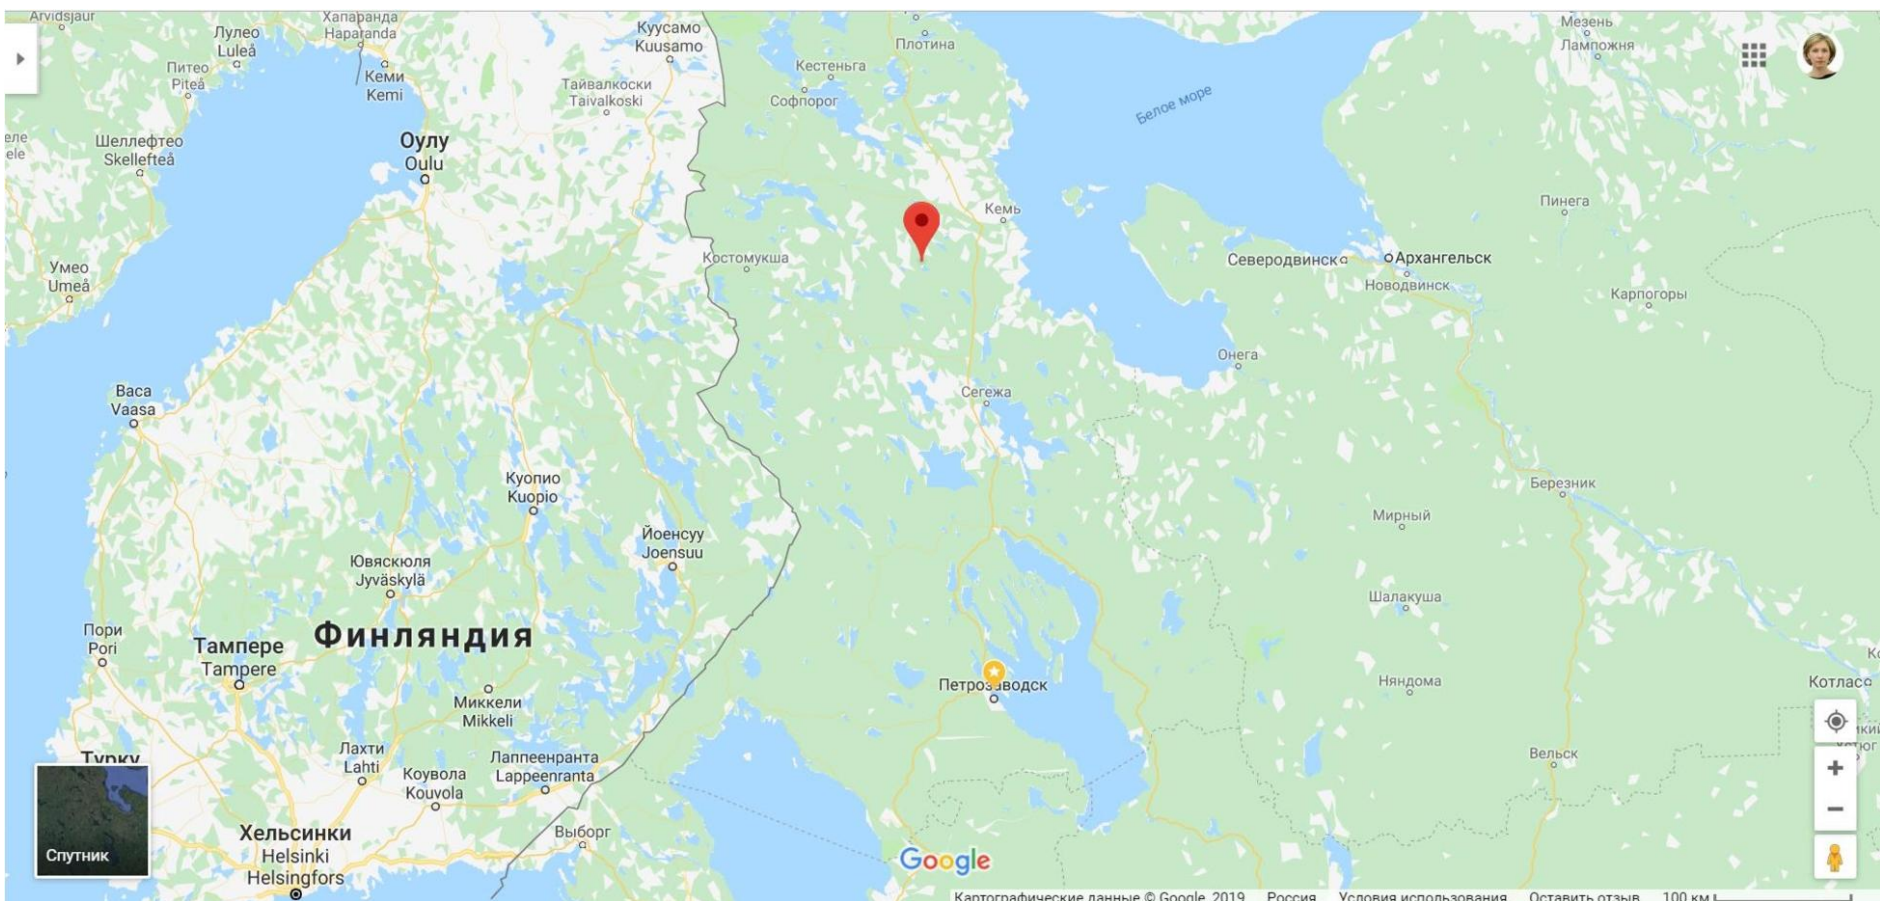 Arvidsjaur
Лулео
Luleå
Хапаранда
Haparanda
Куусамо
Kuusamo
Плотина
Мезень
Лампожня
Питео
Piteå
Кеми
Kemi
Тайвалкоски
Taivalkoski
Кестеньга
Софпорог
Белое море
еле
ele
Шеллефтео
Skellefteå
Оулу
Oulu
Кемь
Пинега
Умео
Umeå
Костомукша
Северодвинск
Архангельск
Новодвинск
Карпогоры
Онега
Васа
Vaasa
Сегежа
Куопио
Kuopio
Березник
Йоенсуу
Joensuu
Мирный
Ювяскюля
Jyväskylä
Шалакуша
Пори
Pori
Тампере
Tampere
Финляндия
Петрозаводск
Няндома
Котлас
Миккели
Mikkeli
Турку
Лахти
Lahti
Коувола
Kouvola
Лаппеенранта
Lappeenranta
Вельск
Спутник
Хельсинки
Helsinki
Helsingfors
Выборг
Google
Картографические данные © Google, 2019 Россия Условия использования Оставить отзыв 100 км